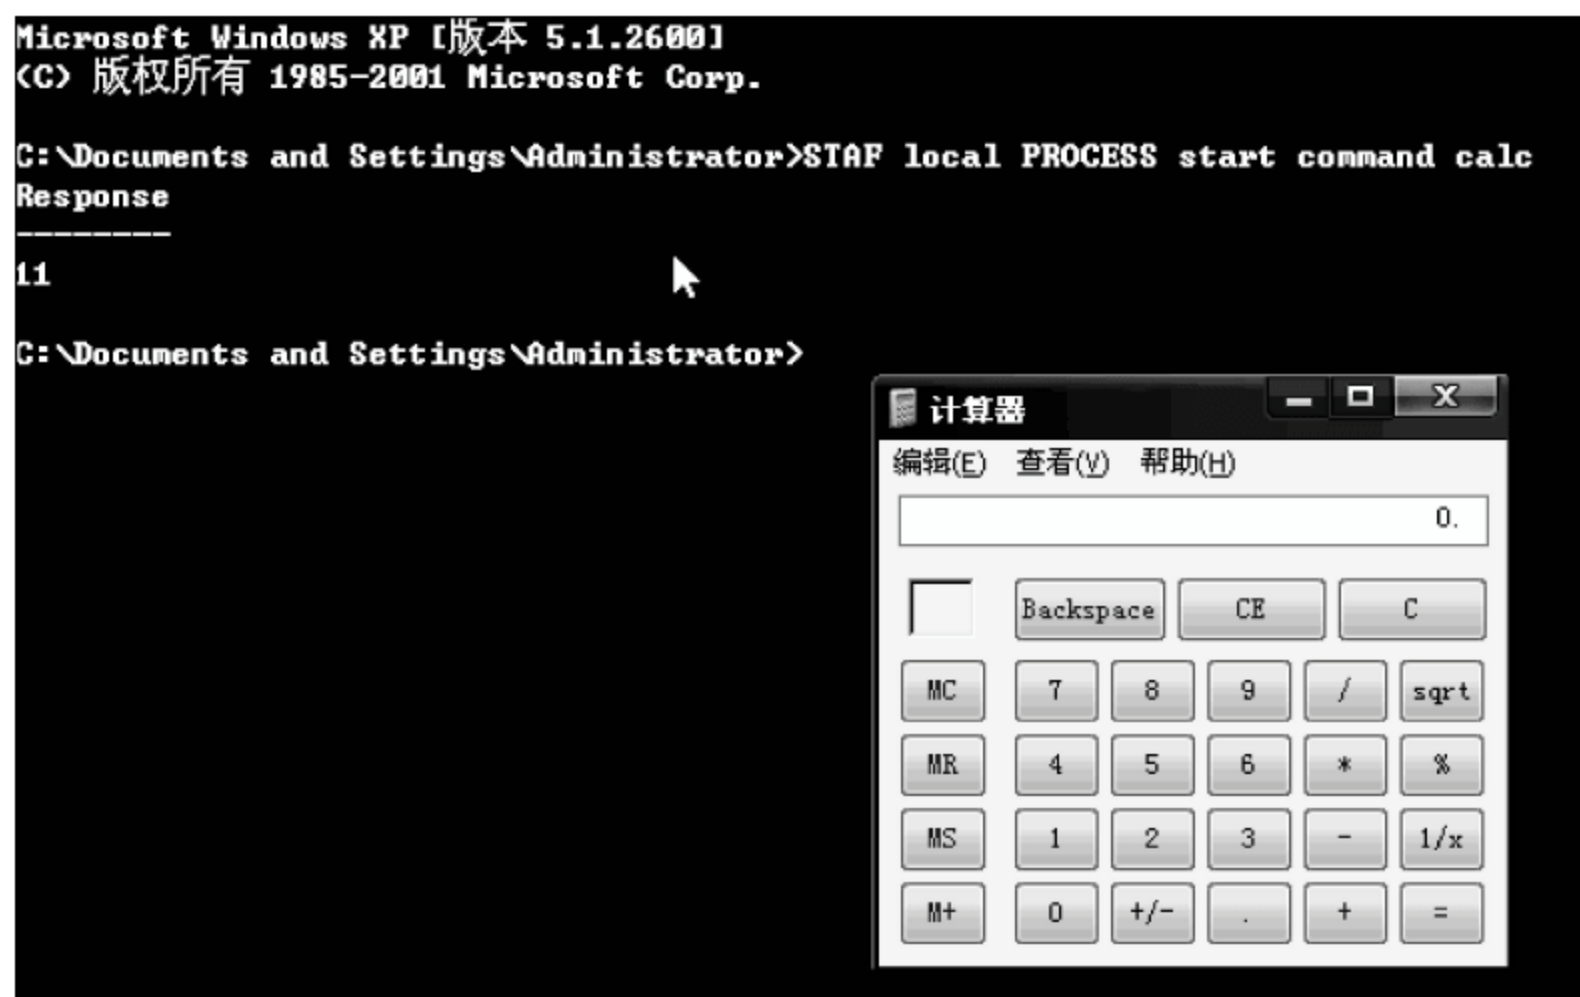 Microsoft Windows XP [版本 5.1.2600]
(C) 版权所有 1985-2001 Microsoft Corp.
C:\Documents and Settings\Administrator>STAF local PROCESS start command calc
Response
--------
11
C:\Documents and Settings\Administrator>
计算器
编辑(E) 查看(V) 帮助(H)
0.
Backspace CE C
MC 7 8 9 / sqrt
MR 4 5 6 * %
MS 1 2 3 - 1/x
M+ 0 +/- . + =